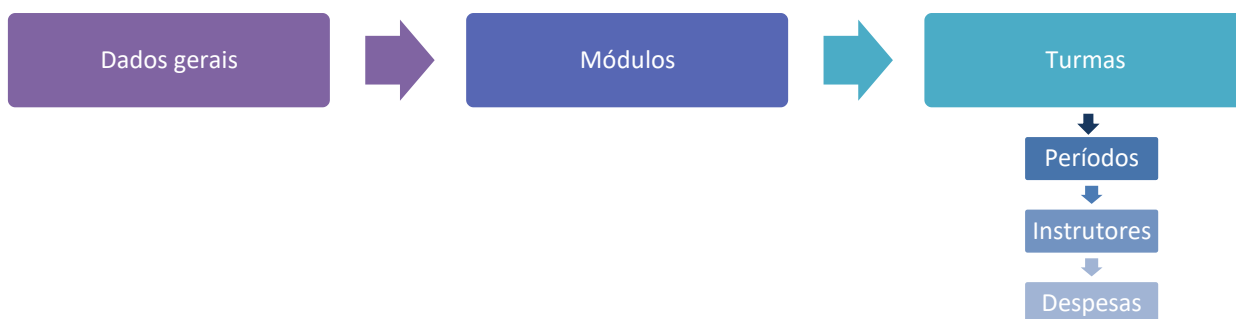 Dados gerais
Módulos
Turmas
Períodos
Instrutores
Despesas